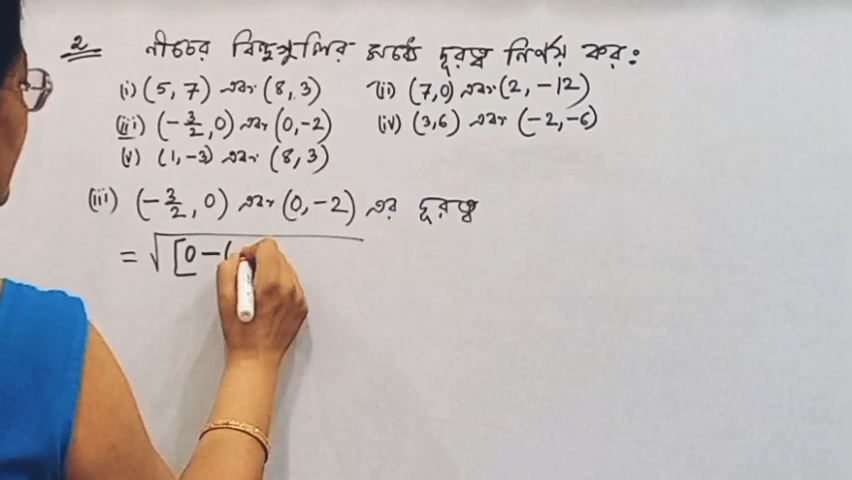 2 নীচের বিন্দুগুলির মধ্যে দূরত্ব নির্ণয় কর:
(i) (5, 7) এবং (8, 3) (ii) (7,0) এবং (2, -12)
(iii) (-3/2, 0) এবং (0, -2) (iv) (3,6) এবং (-2, -6)
(v) (1, -3) এবং (8, 3)
(iii) (-3/2, 0) এবং (0, -2) এর দূরত্ব
= √[0-(